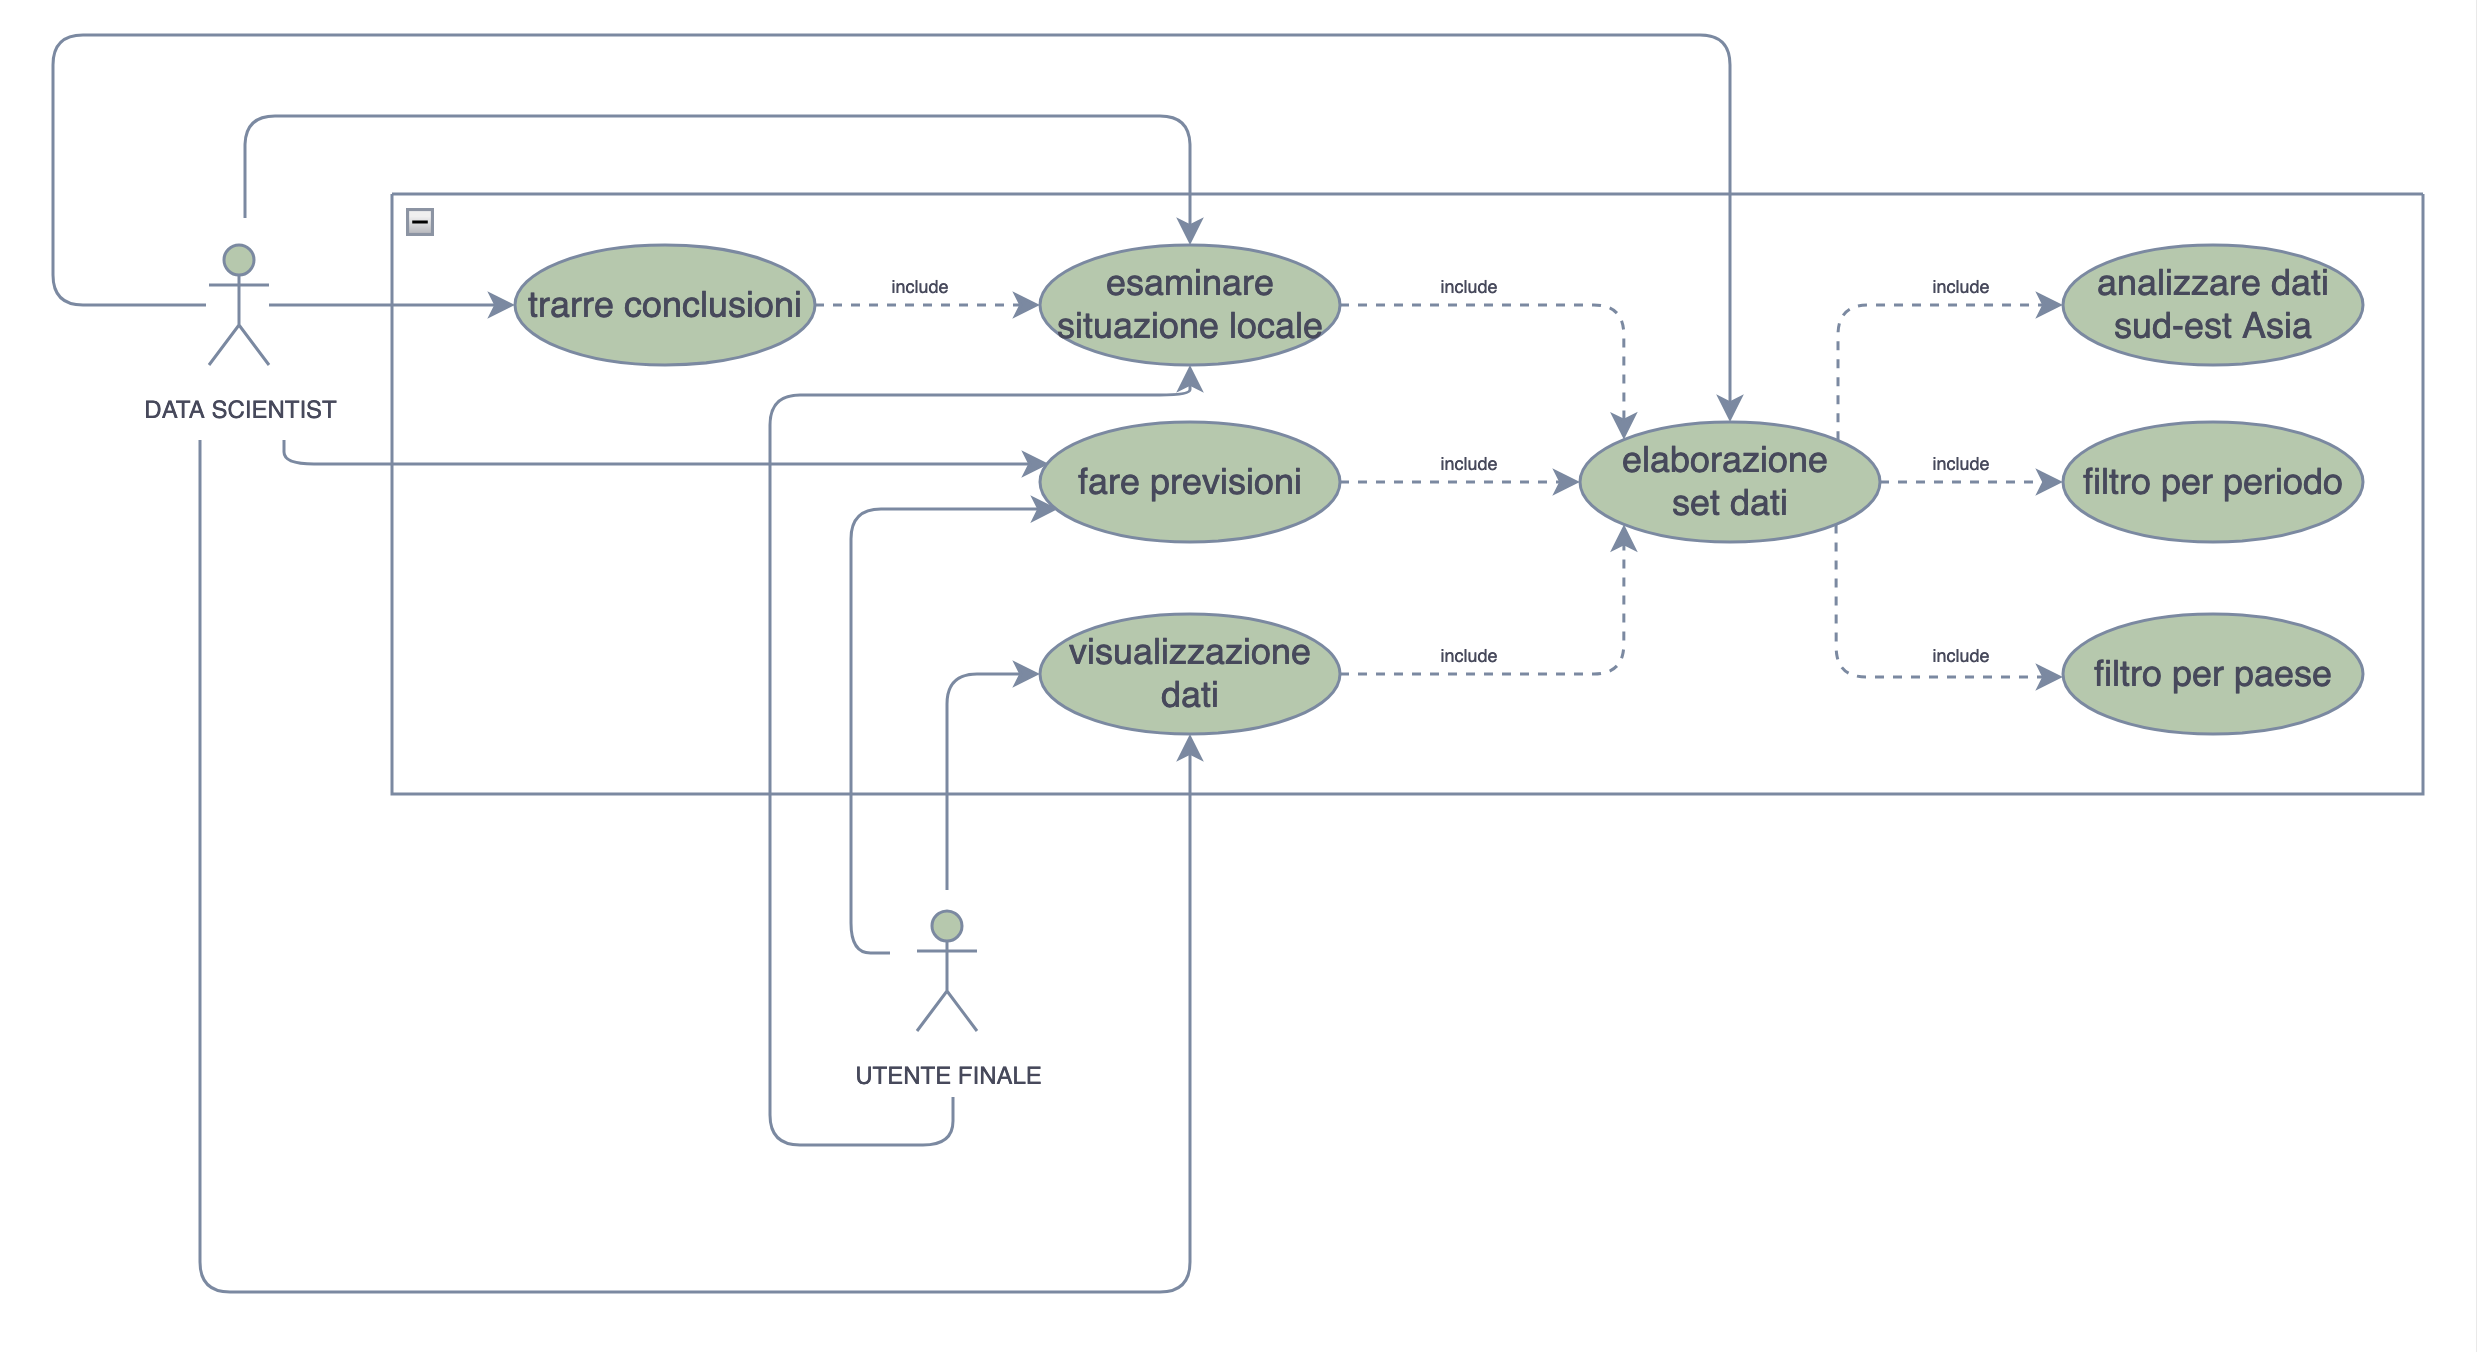 include
include
include
trarre conclusioni
esaminare
situazione locale
analizzare dati
sud-est Asia
DATA SCIENTIST
include
include
fare previsioni
elaborazione
set dati
filtro per periodo
include
include
visualizzazione
dati
filtro per paese
UTENTE FINALE